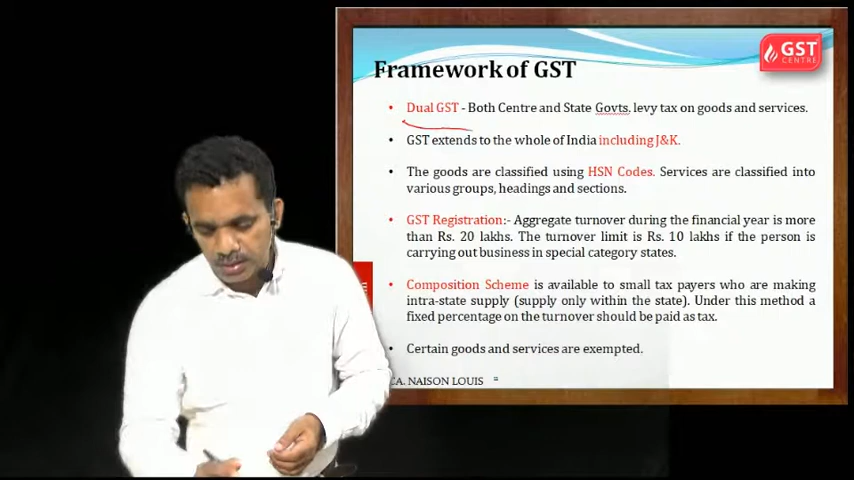 GST
CENTRE
Framework of GST
• Dual GST - Both Centre and State Govts. levy tax on goods and services.
• GST extends to the whole of India including J&K.
• The goods are classified using HSN Codes. Services are classified into
various groups, headings and sections.
• GST Registration:- Aggregate turnover during the financial year is more
than Rs. 20 lakhs. The turnover limit is Rs. 10 lakhs if the person is
carrying out business in special category states.
• Composition Scheme is available to small tax payers who are making
intra-state supply (supply only within the state). Under this method a
fixed percentage on the turnover should be paid as tax.
• Certain goods and services are exempted.
CA. NAISON LOUIS